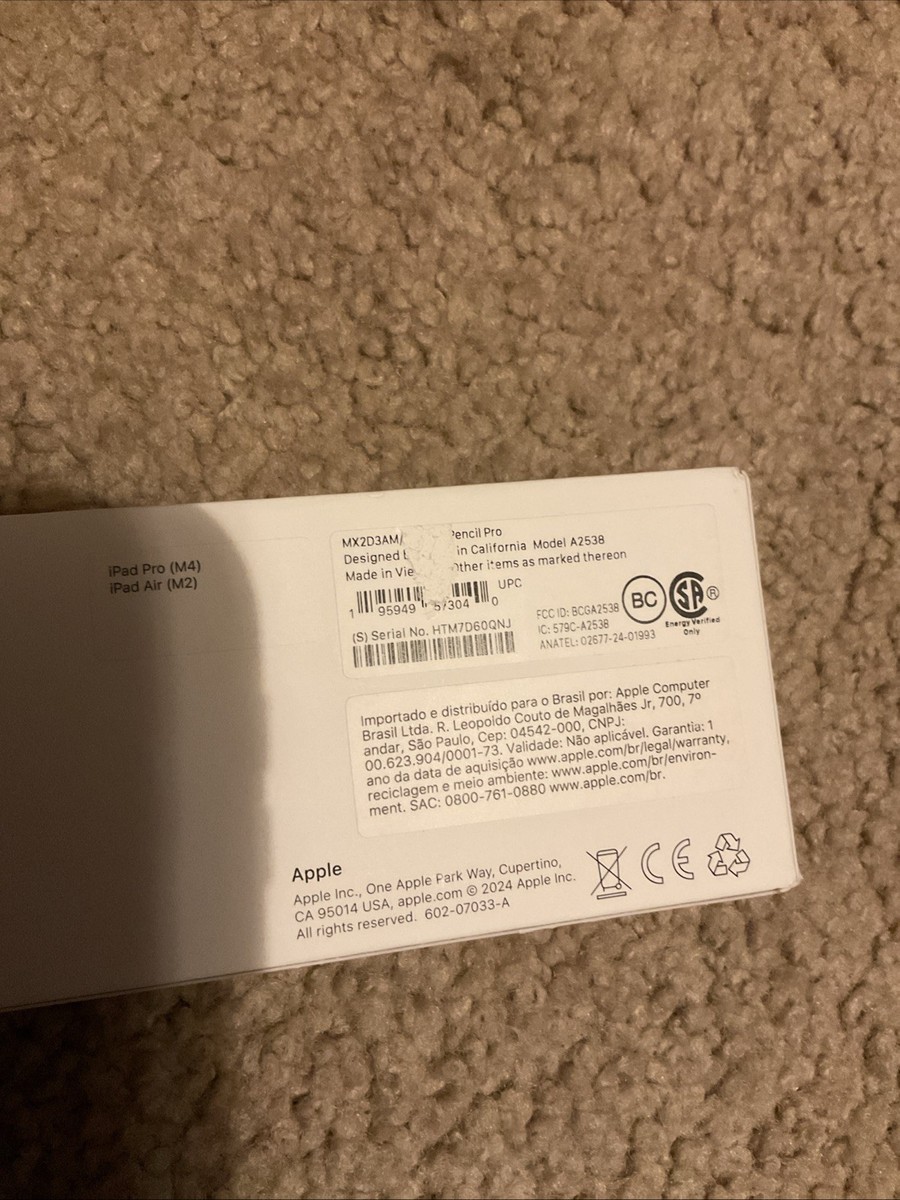 iPad Pro (M4)
iPad Air (M2)
MX2D3AM/ Pencil Pro
Designed in California Model A2538
Made in Other items as marked thereon
UPC
1 95949 57304 0
(S) Serial No. HTM7D60QNJ
FCC ID: BCGA2538
IC: 579C-A2538
ANATEL: 02677-24-01993
BC
SA ®
Energy Verified
Only
Importado e distribuído para o Brasil por: Apple Computer
Brasil Ltda. R. Leopoldo Couto de Magalhães Jr, 700, 7º
andar, São Paulo, Cep: 04542-000, CNPJ:
00.623.904/0001-73. Validade: Não aplicável. Garantia: 1
ano da data de aquisição www.apple.com/br/legal/warranty,
reciclagem e meio ambiente: www.apple.com/br/environ-
ment. SAC: 0800-761-0880 www.apple.com/br.
Apple
Apple Inc., One Apple Park Way, Cupertino,
CA 95014 USA, apple.com © 2024 Apple Inc.
All rights reserved. 602-07033-A
CE